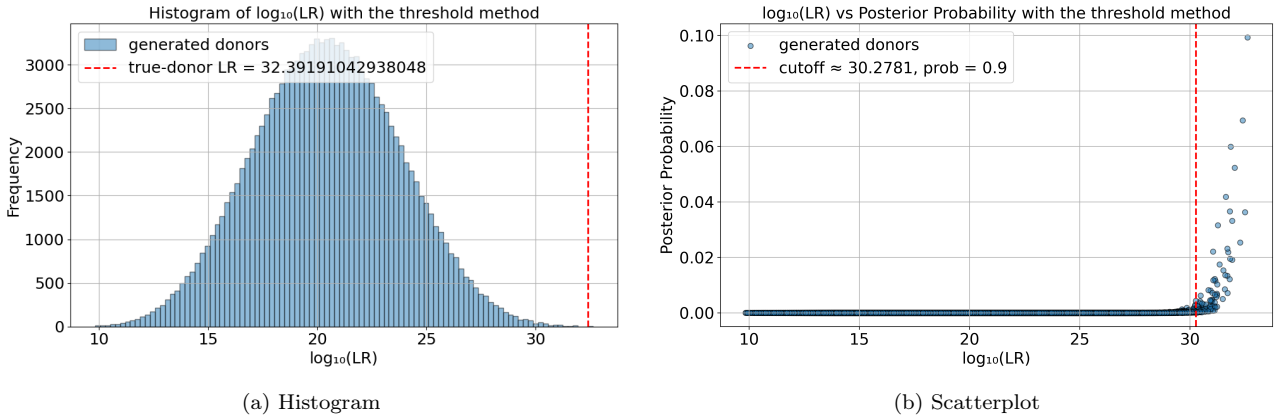 Histogram of log₁₀(LR) with the threshold method
generated donors
true-donor LR = 32.39191042938048
Frequency
3000
2500
2000
1500
1000
500
0
10
15
20
25
30
log₁₀(LR)
(a) Histogram
log₁₀(LR) vs Posterior Probability with the threshold method
generated donors
cutoff ≈ 30.2781, prob = 0.9
Posterior Probability
0.10
0.08
0.06
0.04
0.02
0.00
10
15
20
25
30
log₁₀(LR)
(b) Scatterplot